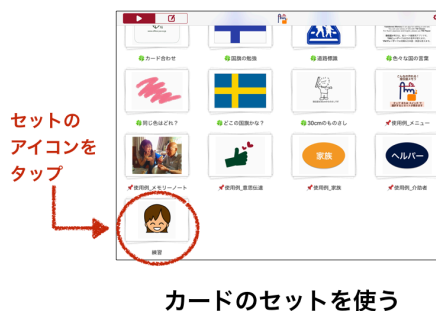 カード合わせ
国旗の勉強
道路標識
色々な国の言葉
同じ色はどれ？
どこの国旗かな？
30cmのものさし
使用例_メニュー
セットの
アイコンを
タップ
家族
ヘルパー
使用例_メモリーノート
使用例_意思伝達
使用例_家族
使用例_介助者
練習
カードのセットを使う